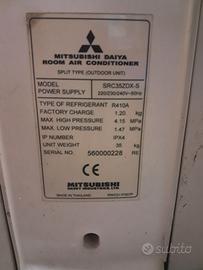 MITSUBISHI DAIYA
ROOM AIR CONDITIONER
SPLIT TYPE (OUTDOOR UNIT)
MODEL SRC35ZDX-S
POWER SUPPLY 220/230/240V~50Hz
TYPE OF REFRIGERANT R410A
FACTORY CHARGE 1.20 kg
MAX HIGH PRESSURE 4.15 MPa
MAX LOW PRESSURE 1.47 MPa
IP NUMBER IPX4
UNIT WEIGHT 35 kg
SERIAL NO. 560000228 RE
CE
MITSUBISHI
HEAVY INDUSTRIES, LTD.
MADE IN THAILAND
subito